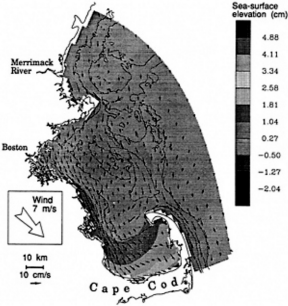 Sea-surface
elevation (cm)
Merrimack
River
4.88
4.11
3.34
2.58
1.81
1.04
0.27
-0.50
-1.27
-2.04
Boston
Wind
7 m/s
10 km
10 cm/s
Cape Cod